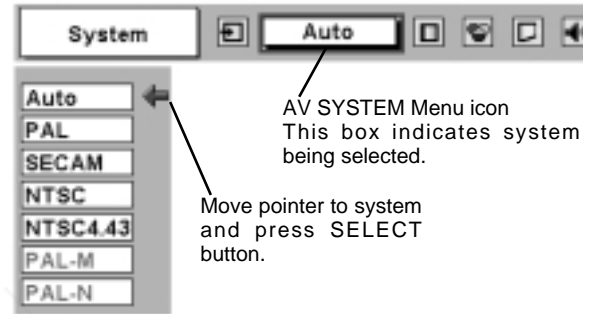 System
Auto
Auto
PAL
SECAM
NTSC
NTSC4.43
PAL-M
PAL-N
AV SYSTEM Menu icon
This box indicates system
being selected.
Move pointer to system
and press SELECT
button.